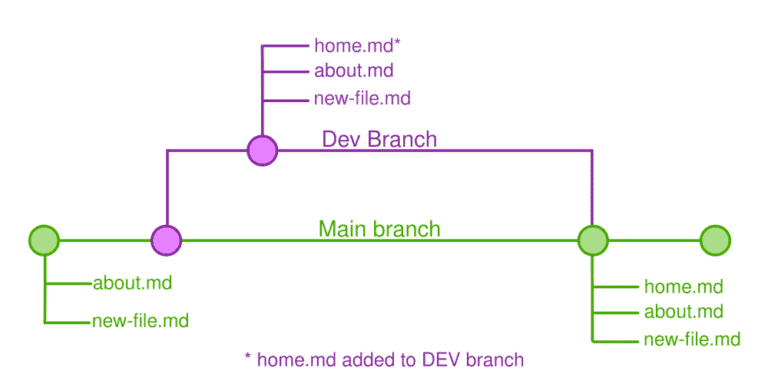 home.md*
about.md
new-file.md
Dev Branch
Main branch
about.md
new-file.md
home.md
about.md
new-file.md
* home.md added to DEV branch